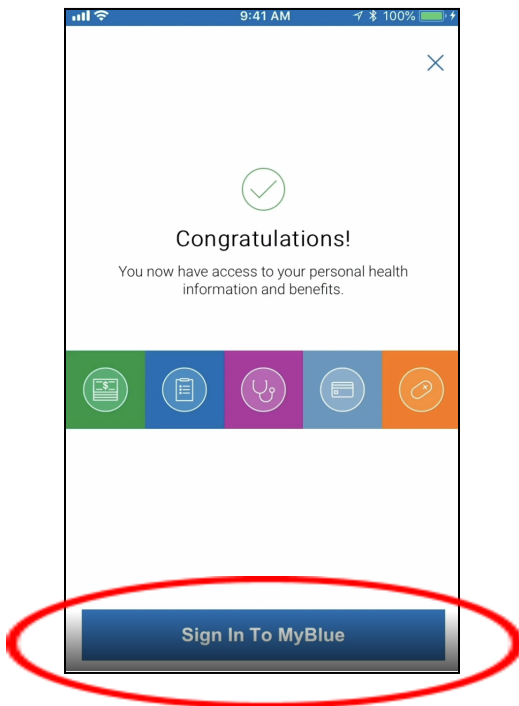 9:41 AM 100%
Congratulations!
You now have access to your personal health
information and benefits.
$
Sign In To MyBlue